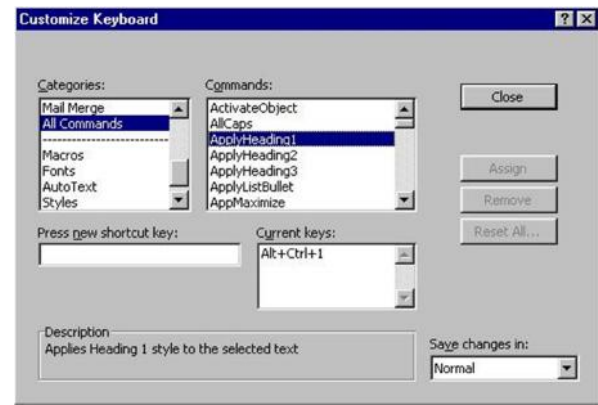 Customize Keyboard
Categories:
Mail Merge
All Commands
Macros
Fonts
AutoText
Styles
Commands:
ActivateObject
AllCaps
ApplyHeading1
ApplyHeading2
ApplyHeading3
ApplyListBullet
AppMaximize
Close
Assign
Remove
Reset All...
Press new shortcut key:
Current keys:
Alt+Ctrl+1
Description
Applies Heading 1 style to the selected text
Save changes in:
Normal